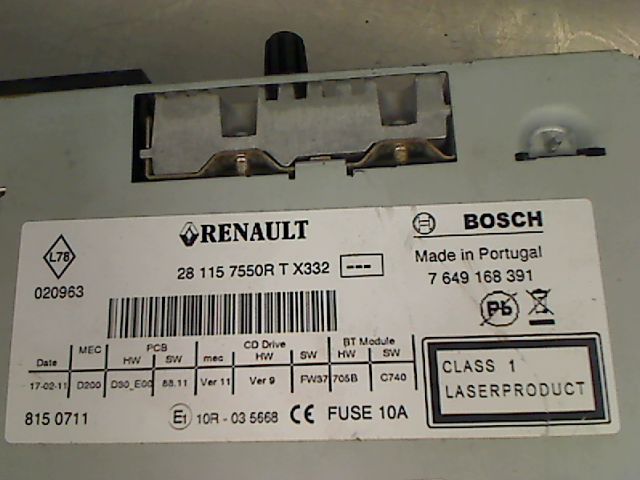 RENAULT
BOSCH
L78
020963
28 115 7550R T X332 ---
Made in Portugal
7 649 168 391
Pb
Date MEC PCB HW SW CD Drive mec HW SW BT Module HW SW
17-02-11 D200 D30_E00 88.11 Ver 11 Ver 9 FW37 705B C740
CLASS 1
LASERPRODUCT
815 0711
E1 10R - 03 5668 CE FUSE 10A